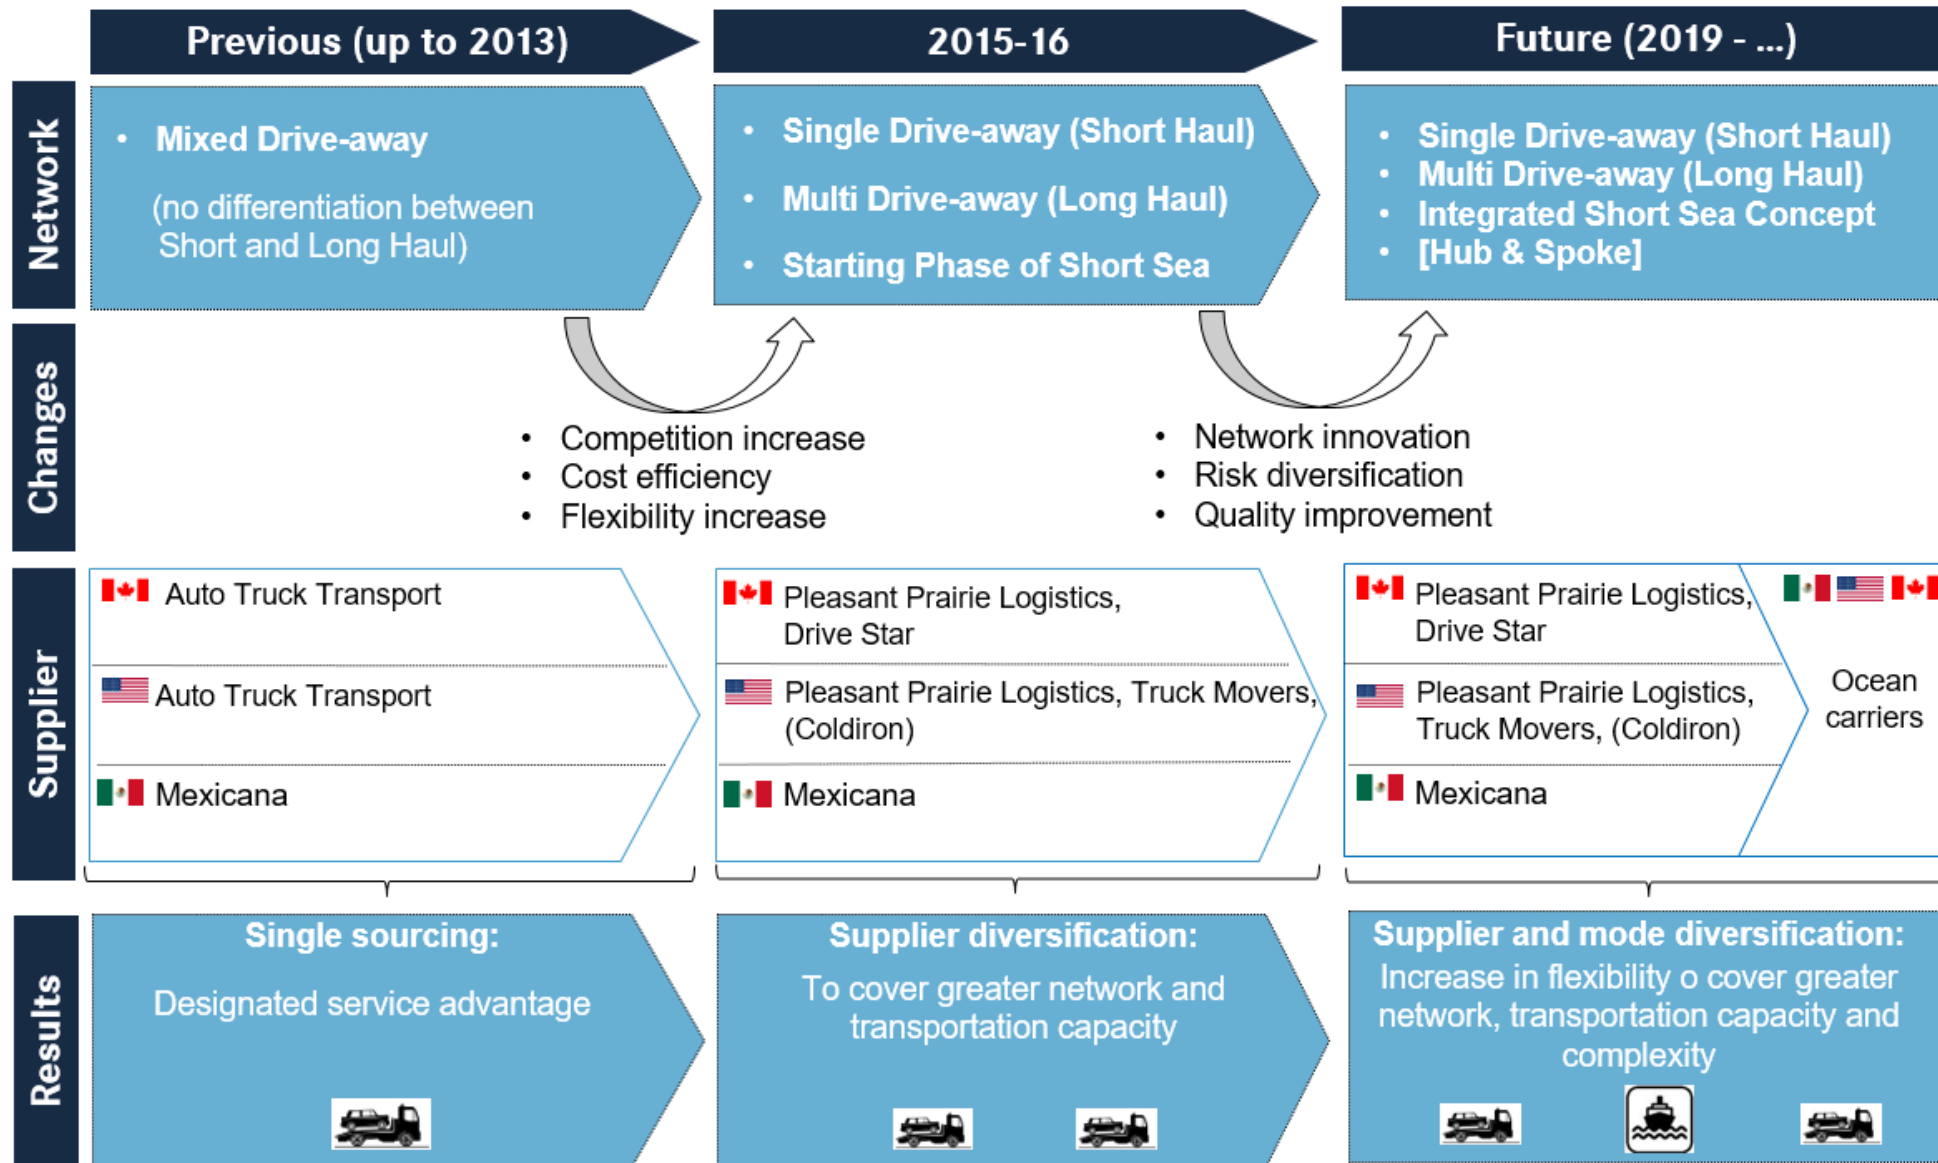 Previous (up to 2013)
2015-16
Future (2019 - ...)
Network
• Mixed Drive-away
(no differentiation between
Short and Long Haul)
• Single Drive-away (Short Haul)
• Multi Drive-away (Long Haul)
• Starting Phase of Short Sea
• Single Drive-away (Short Haul)
• Multi Drive-away (Long Haul)
• Integrated Short Sea Concept
• [Hub & Spoke]
Changes
• Competition increase
• Cost efficiency
• Flexibility increase
• Network innovation
• Risk diversification
• Quality improvement
Supplier
Auto Truck Transport
Auto Truck Transport
Mexicana
Pleasant Prairie Logistics,
Drive Star
Pleasant Prairie Logistics, Truck Movers,
(Coldiron)
Mexicana
Pleasant Prairie Logistics,
Drive Star
Pleasant Prairie Logistics,
Truck Movers, (Coldiron)
Mexicana
Ocean
carriers
Results
Single sourcing:
Designated service advantage
Supplier diversification:
To cover greater network and
transportation capacity
Supplier and mode diversification:
Increase in flexibility o cover greater
network, transportation capacity and
complexity